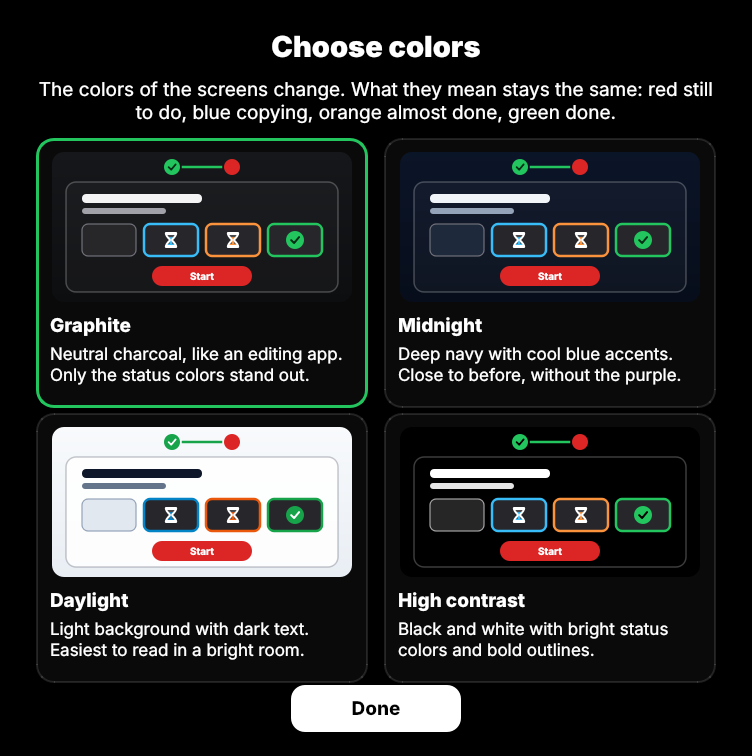 Choose colors
The colors of the screens change. What they mean stays the same: red still
to do, blue copying, orange almost done, green done.
Start
Graphite
Neutral charcoal, like an editing app.
Only the status colors stand out.
Start
Midnight
Deep navy with cool blue accents.
Close to before, without the purple.
Start
Daylight
Light background with dark text.
Easiest to read in a bright room.
Start
High contrast
Black and white with bright status
colors and bold outlines.
Done